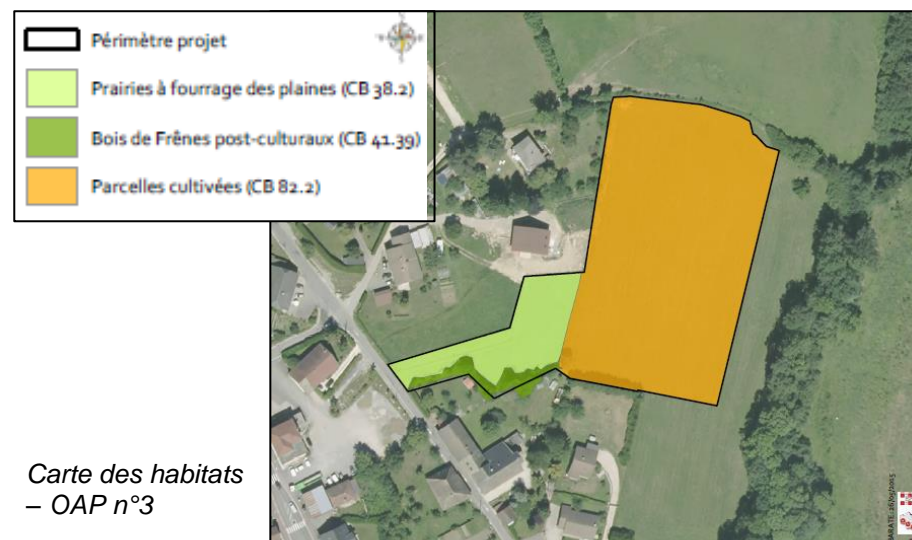 Périmètre projet
Prairies à fourrage des plaines (CB 38.2)
Bois de Frênes post-culturaux (CB 41.39)
Parcelles cultivées (CB 82.2)
Carte des habitats
– OAP n°3